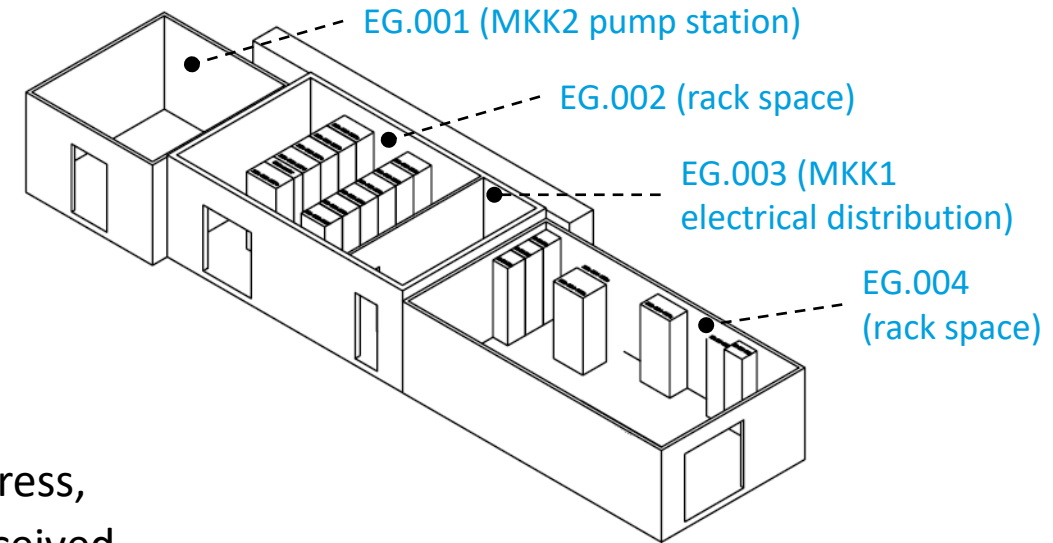 EG.001 (MKK2 pump station)
EG.002 (rack space)
EG.003 (MKK1
electrical distribution)
EG.004
(rack space)
ress,